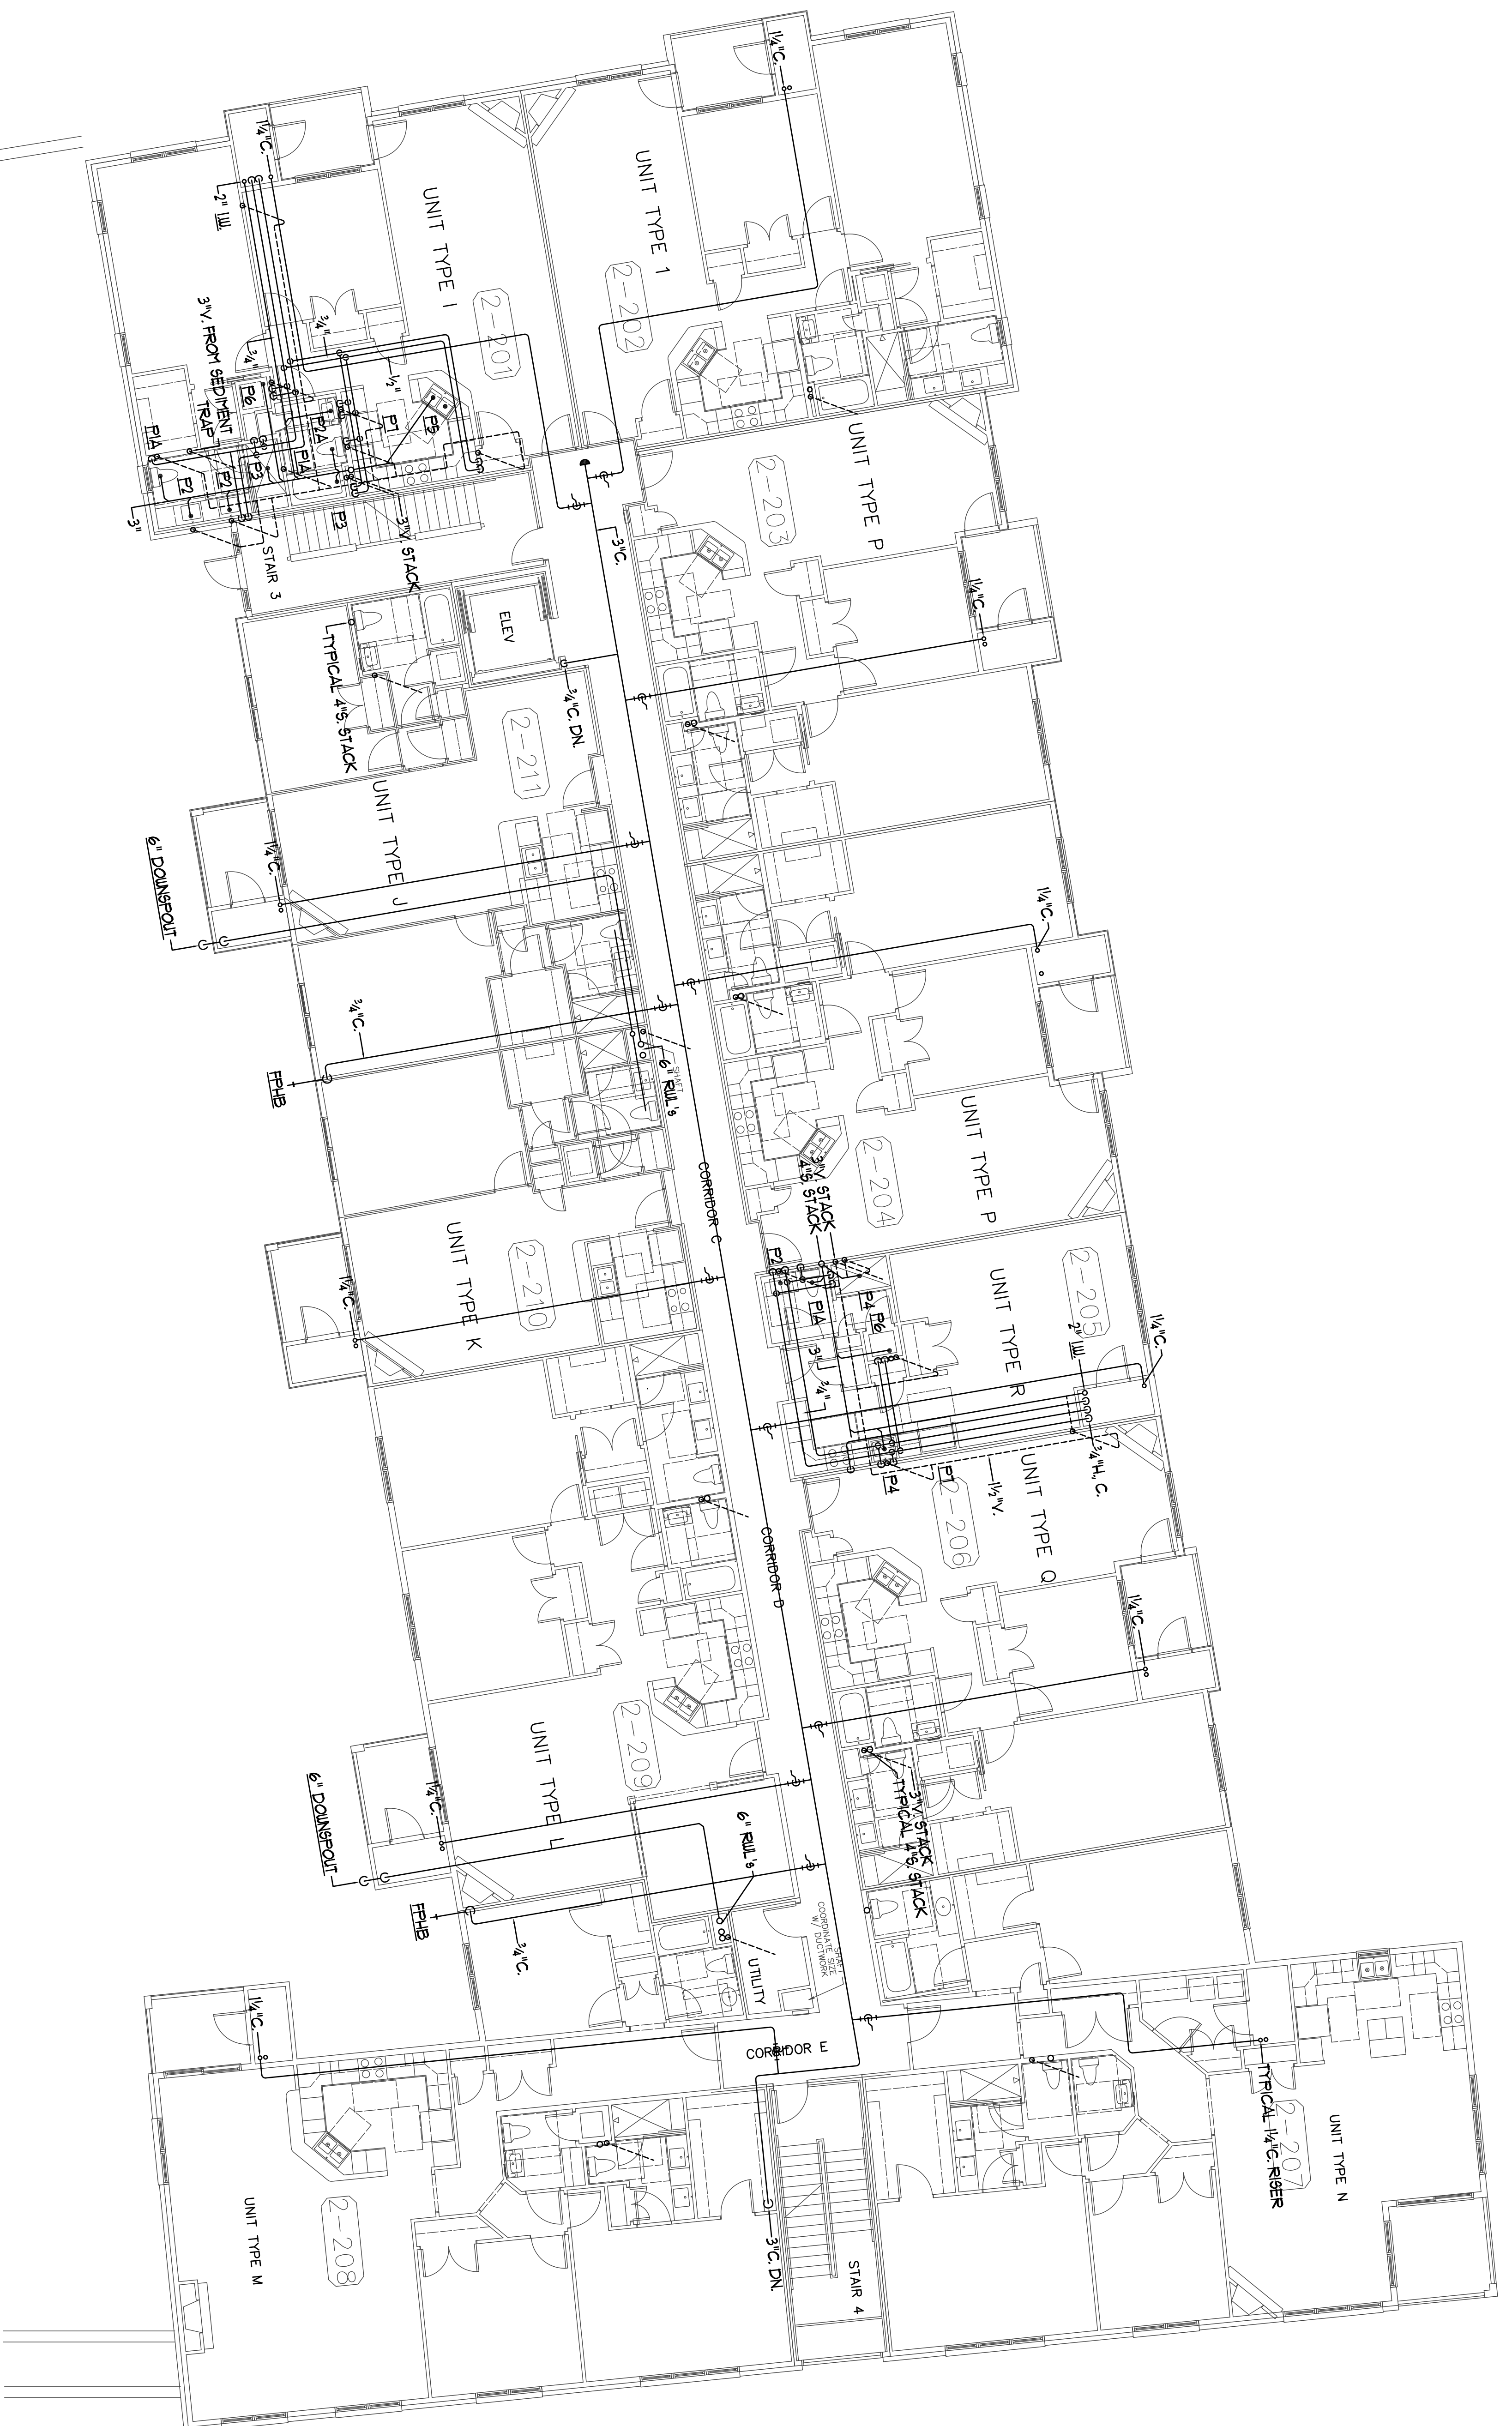 1¼"C.
1¼"C.
2" I.W.
UNIT TYPE I
UNIT TYPE 1
2-201
2-202
3"V. FROM SEDIMENT
TRAP
¾"
¾"
½"
P6
P7
P5
P2A
P1A
P1A
P3
P2
P2
P3
3"
3"V. STACK
STAIR 3
3"C.
UNIT TYPE P
2-203
1¼"C.
ELEV
¾"C. DN.
TYPICAL 4"S. STACK
2-211
UNIT TYPE J
1¼"C.
6" DOWNSPOUT
1¼"C.
¾"C.
FPHB
SHAFT
6" RWL's
CORRIDOR C
UNIT TYPE P
2-204
3"V. STACK
4"S. STACK
UNIT TYPE K
2-210
1¼"C.
P2
P1A
P4
P6
3"
¾"
UNIT TYPE R
2-205
2" I.W.
1¼"C.
¾"H, C.
P7
P4
1½"V.
2-206
UNIT TYPE Q
CORRIDOR D
1¼"C.
2-209
UNIT TYPE L
1¼"C.
6" DOWNSPOUT
6" RWL's
3"V. STACK
TYPICAL 4"S. STACK
FPHB
¾"C.
UTILITY
SHAFT
COORDINATE SIZE
W/ DUCTWORK
1¼"C.
CORRIDOR E
TYPICAL 1¼"C. RISER
2-207
UNIT TYPE N
UNIT TYPE M
2-208
3"C. DN.
STAIR 4